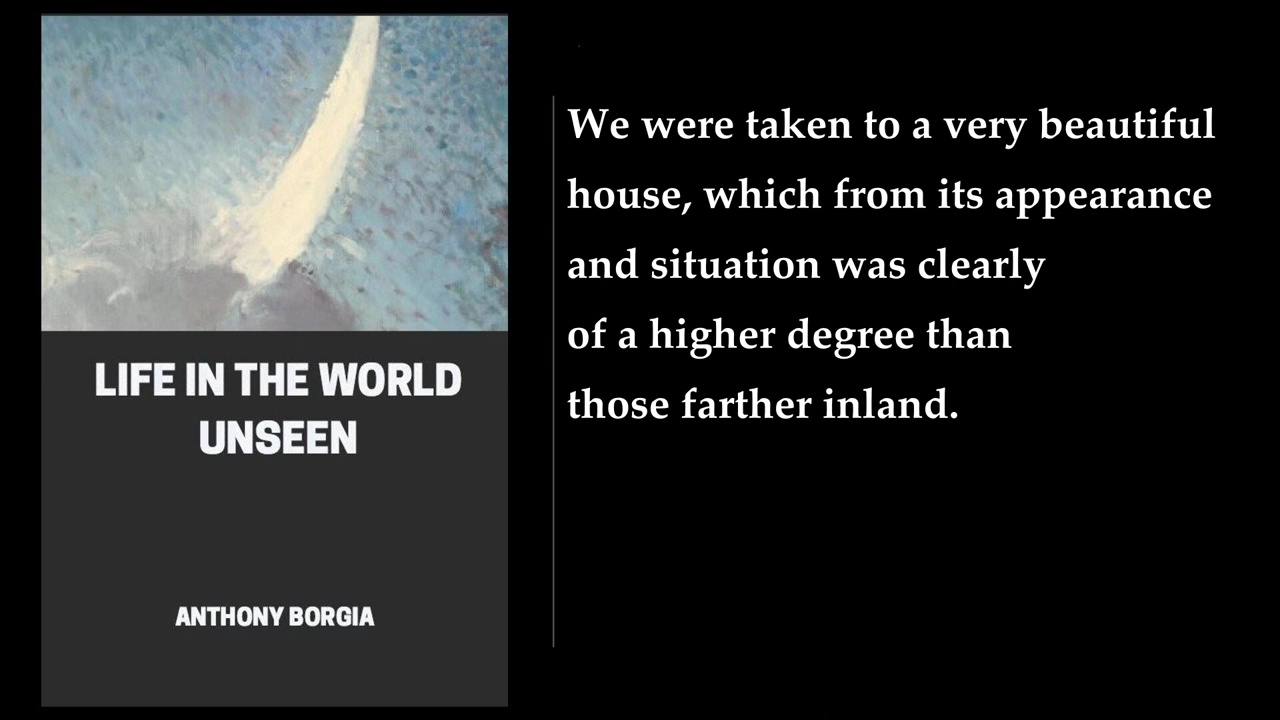 LIFE IN THE WORLD
UNSEEN
ANTHONY BORGIA
We were taken to a very beautiful
house, which from its appearance
and situation was clearly
of a higher degree than
those farther inland.